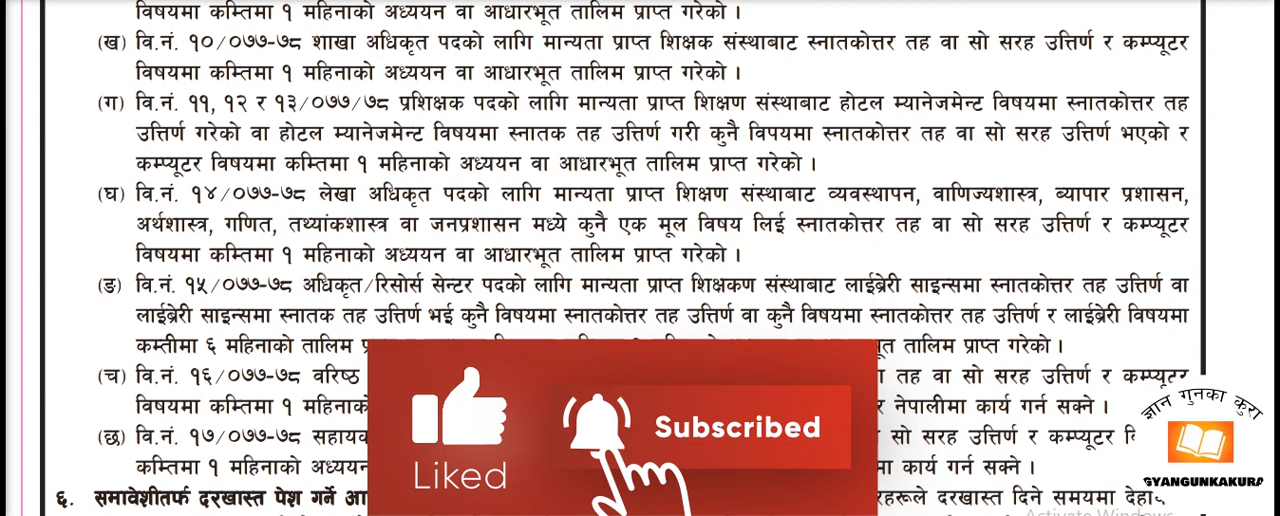 विषयमा कम्तिमा १ महिनाको अध्ययन वा आधारभूत तालिम प्राप्त गरेको ।
(ख) वि.नं. १०/०७७-७८ शाखा अधिकृत पदको लागि मान्यता प्राप्त शिक्षक संस्थाबाट स्नातकोत्तर तह वा सो सरह उत्तिर्ण र कम्प्यूटर
विषयमा कम्तिमा १ महिनाको अध्ययन वा आधारभूत तालिम प्राप्त गरेको ।
(ग) वि.नं. ११, १२ र १३/०७७/७८ प्रशिक्षक पदको लागि मान्यता प्राप्त शिक्षण संस्थाबाट होटल म्यानेजमेन्ट विषयमा स्नातकोत्तर तह
उत्तिर्ण गरेको वा होटल म्यानेजमेन्ट विषयमा स्नातक तह उत्तिर्ण गरी कुनै विपयमा स्नातकोत्तर तह वा सो सरह उत्तिर्ण भएको र
कम्प्यूटर विषयमा कम्तिमा १ महिनाको अध्ययन वा आधारभूत तालिम प्राप्त गरेको ।
(घ) वि.नं. १४/०७७-७८ लेखा अधिकृत पदको लागि मान्यता प्राप्त शिक्षण संस्थाबाट व्यवस्थापन, वाणिज्यशास्त्र, ब्यापार प्रशासन,
अर्थशास्त्र, गणित, तथ्यांकशास्त्र वा जनप्रशासन मध्ये कुनै एक मूल विषय लिई स्नातकोत्तर तह वा सो सरह उत्तिर्ण र कम्प्यूटर
विषयमा कम्तिमा १ महिनाको अध्ययन वा आधारभूत तालिम प्राप्त गरेको ।
(ङ) वि.नं. १५/०७७-७८ अधिकृत/रिसोर्स सेन्टर पदको लागि मान्यता प्राप्त शिक्षकण संस्थाबाट लाईब्रेरी साइन्समा स्नातकोत्तर तह उत्तिर्ण वा
लाईब्रेरी साइन्समा स्नातक तह उत्तिर्ण भई कुनै विषयमा स्नातकोत्तर तह उत्तिर्ण वा कुनै विषयमा स्नातकोत्तर तह उत्तिर्ण र लाईब्रेरी विषयमा
कम्तीमा ६ महिनाको तालिम तालिम प्राप्त गरेको ।
(च) वि.नं. १६/०७७-७८ वरिष्ठ तह वा सो सरह उत्तिर्ण र कम्प्यूटर
विषयमा कम्तिमा १ र नेपालीमा कार्य गर्न सक्ने ।
(छ) वि.नं. १७/०७७-७८ सो सरह उत्तिर्ण र कम्प्यूटर
कम्तिमा १ महिनाको कार्य गर्न सक्ने ।
६. समावेशीतर्फ दरखास्त पेश गर्ने दरखास्त दिने समयमा
Liked
Subscribed
ज्ञान गुनका कुरा
GYANGUNKAKURA
Activate Windows